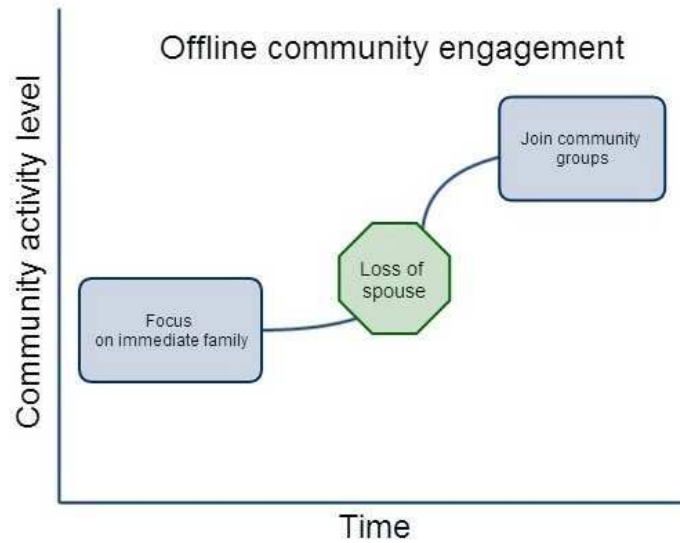 Offline community engagement
Community activity level
Join community
groups
Loss of
spouse
Focus
on immediate family
Time